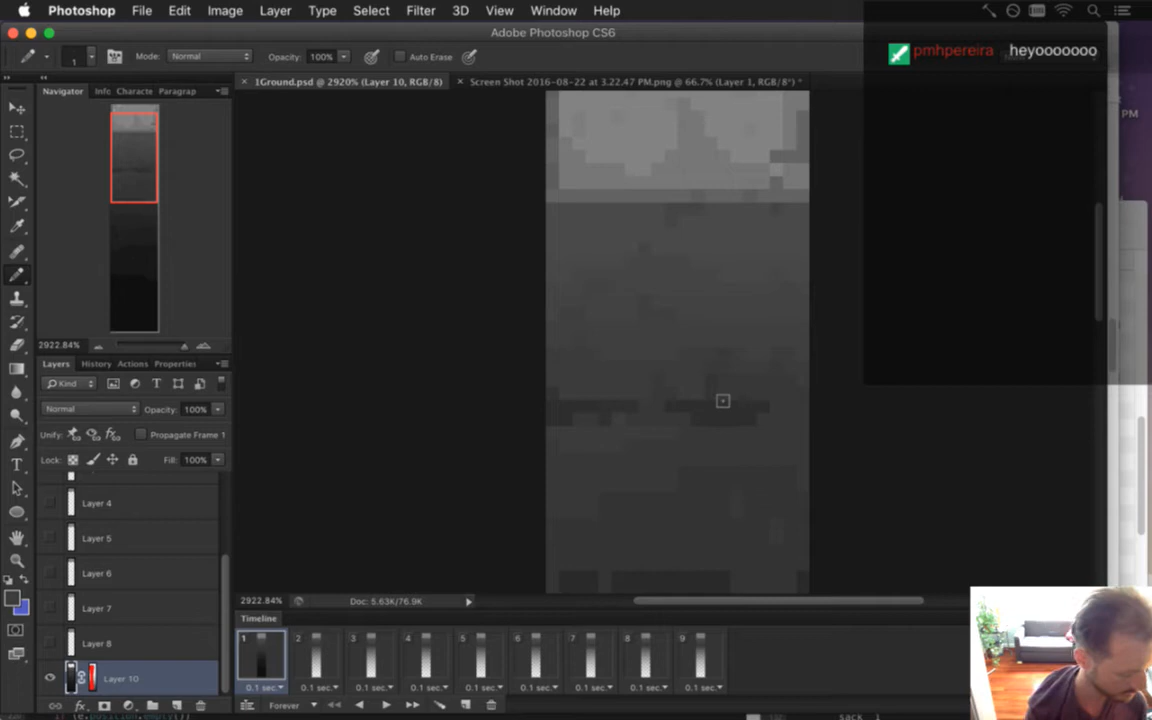 Photoshop File Edit Image Layer Type Select Filter 3D View Window Help
Adobe Photoshop CS6
pmhpereira heyooooooo
1 Mode: Normal Opacity: 100% Auto Erase
Navigator Info Characte Paragrap
1Ground.psd @ 2920% (Layer 10, RGB/8) Screen Shot 2016-08-22 at 3.22.47 PM.png @ 66.7% (Layer 1, RGB/8*) *
PM
2922.84%
Layers History Actions Properties
Kind
Normal Opacity: 100%
Unify: Propagate Frame 1
Lock: Fill: 100%
Layer 4
Layer 5
Layer 6
Layer 7
Layer 8
Layer 10
2922.84% Doc: 5.63K/76.9K
Timeline
1 2 3 4 5 6 7 8 9
0.1 sec. 0.1 sec. 0.1 sec. 0.1 sec. 0.1 sec. 0.1 sec. 0.1 sec. 0.1 sec. 0.1 sec.
Forever